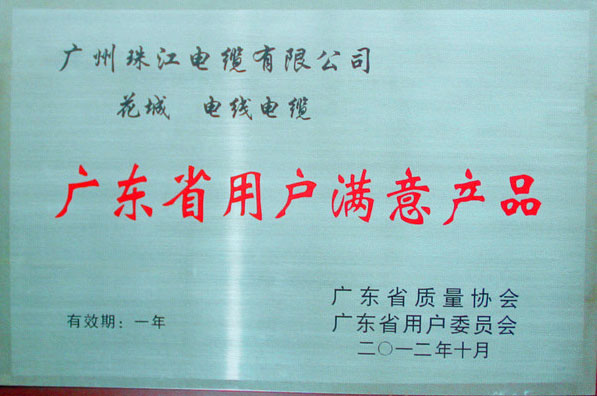 广州珠江电缆有限公司
花城 电线电缆
广东省用户满意产品
广东省质量协会
有效期：一年
广东省用户委员会
二〇一二年十月